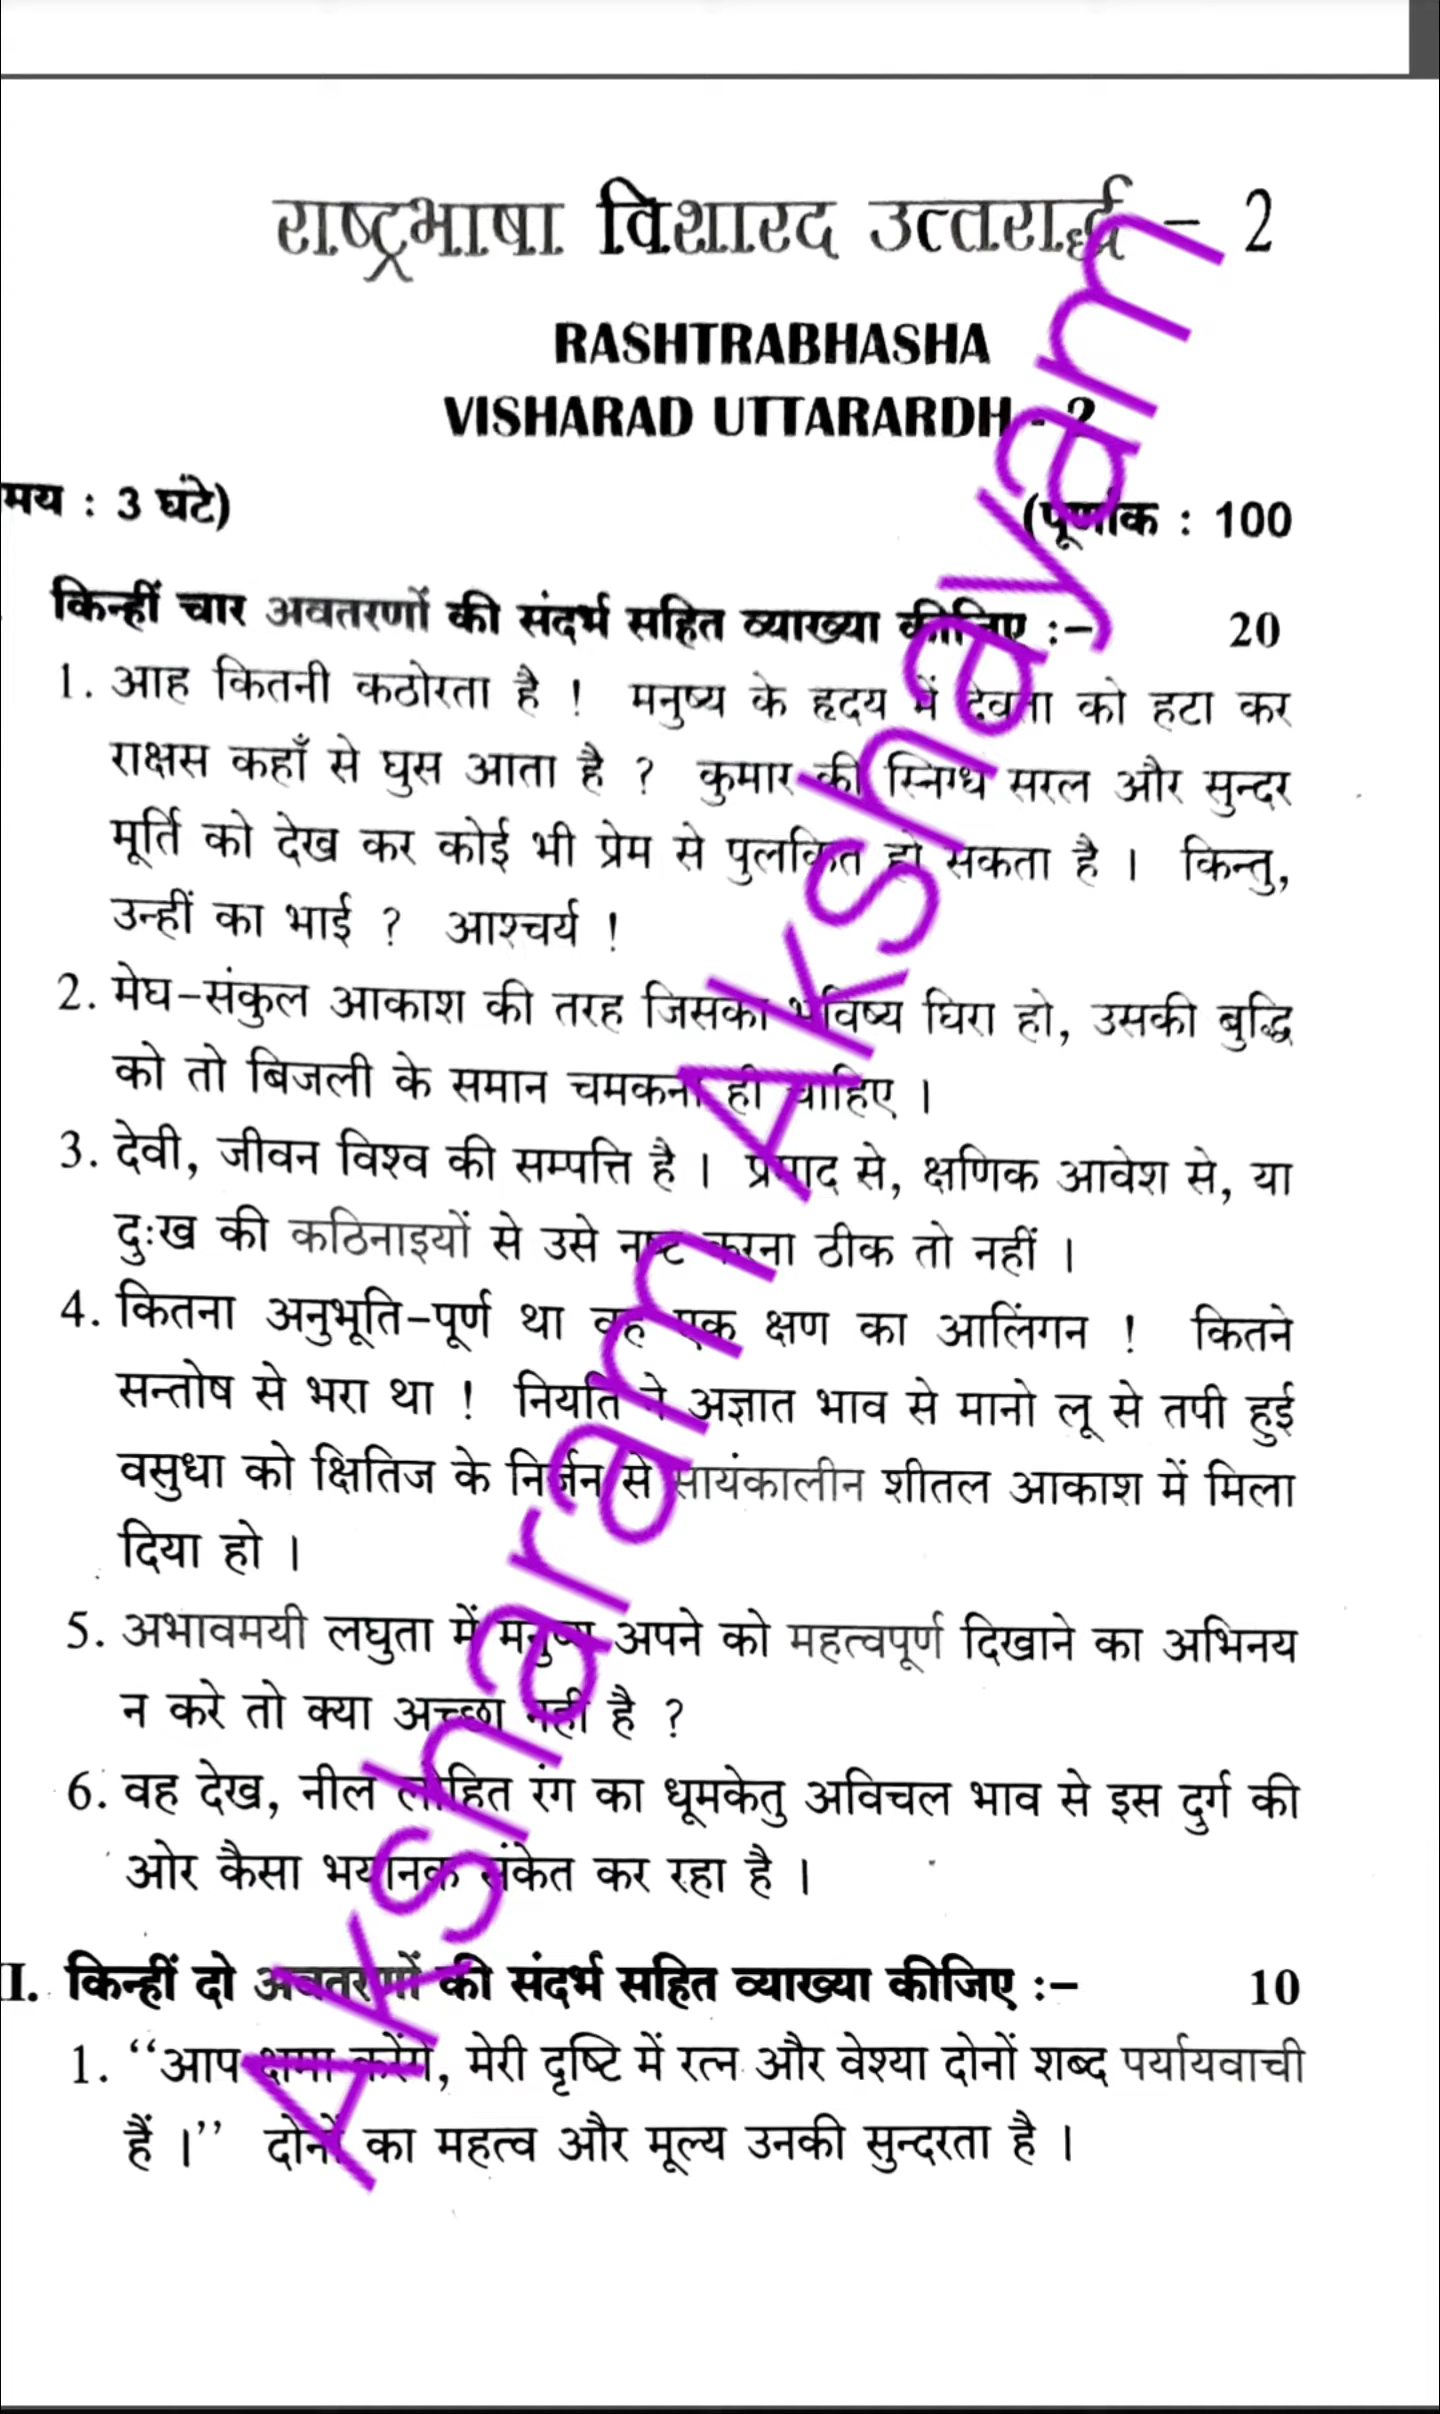 राष्ट्रभाषा विशारद उत्तरार्द्ध - 2
RASHTRABHASHA
VISHARAD UTTARARDH - 2
मय : 3 घंटे)
(पूर्णांक : 100
किन्हीं चार अवतरणों की संदर्भ सहित व्याख्या कीजिए :- 20
1. आह कितनी कठोरता है ! मनुष्य के हृदय में देवता को हटा कर
राक्षस कहाँ से घुस आता है ? कुमार की स्निग्ध सरल और सुन्दर
मूर्ति को देख कर कोई भी प्रेम से पुलकित हो सकता है । किन्तु,
उन्हीं का भाई ? आश्चर्य !
2. मेघ-संकुल आकाश की तरह जिसका भविष्य घिरा हो, उसकी बुद्धि
को तो बिजली के समान चमकना ही चाहिए ।
3. देवी, जीवन विश्व की सम्पत्ति है । प्रमाद से, क्षणिक आवेश से, या
दुःख की कठिनाइयों से उसे नष्ट करना ठीक तो नहीं ।
4. कितना अनुभूति-पूर्ण था वह एक क्षण का आलिंगन ! कितने
सन्तोष से भरा था ! नियति ने अज्ञात भाव से मानो लू से तपी हुई
वसुधा को क्षितिज के निर्जन से सायंकालीन शीतल आकाश में मिला
दिया हो ।
5. अभावमयी लघुता में मनुष्य अपने को महत्वपूर्ण दिखाने का अभिनय
न करे तो क्या अच्छा नहीं है ?
6. वह देख, नील लोहित रंग का धूमकेतु अविचल भाव से इस दुर्ग की
ओर कैसा भयानक संकेत कर रहा है ।
II. किन्हीं दो अवतरणों की संदर्भ सहित व्याख्या कीजिए :- 10
1. ‘‘आप क्षमा करेंगे, मेरी दृष्टि में रत्न और वेश्या दोनों शब्द पर्यायवाची
हैं ।’’ दोनों का महत्व और मूल्य उनकी सुन्दरता है ।
Aksharam Akshayam